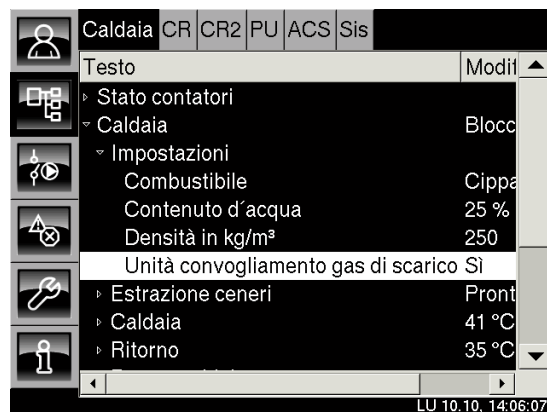 Caldaia CR CR2 PU ACS Sis
Testo Modif
Stato contatori
Caldaia Blocc
Impostazioni
Combustibile Cippa
Contenuto d´acqua 25 %
Densità in kg/m³ 250
Unità convogliamento gas di scarico Sì
Estrazione ceneri Pront
Caldaia 41 °C
Ritorno 35 °C
LU 10.10. 14:06:07